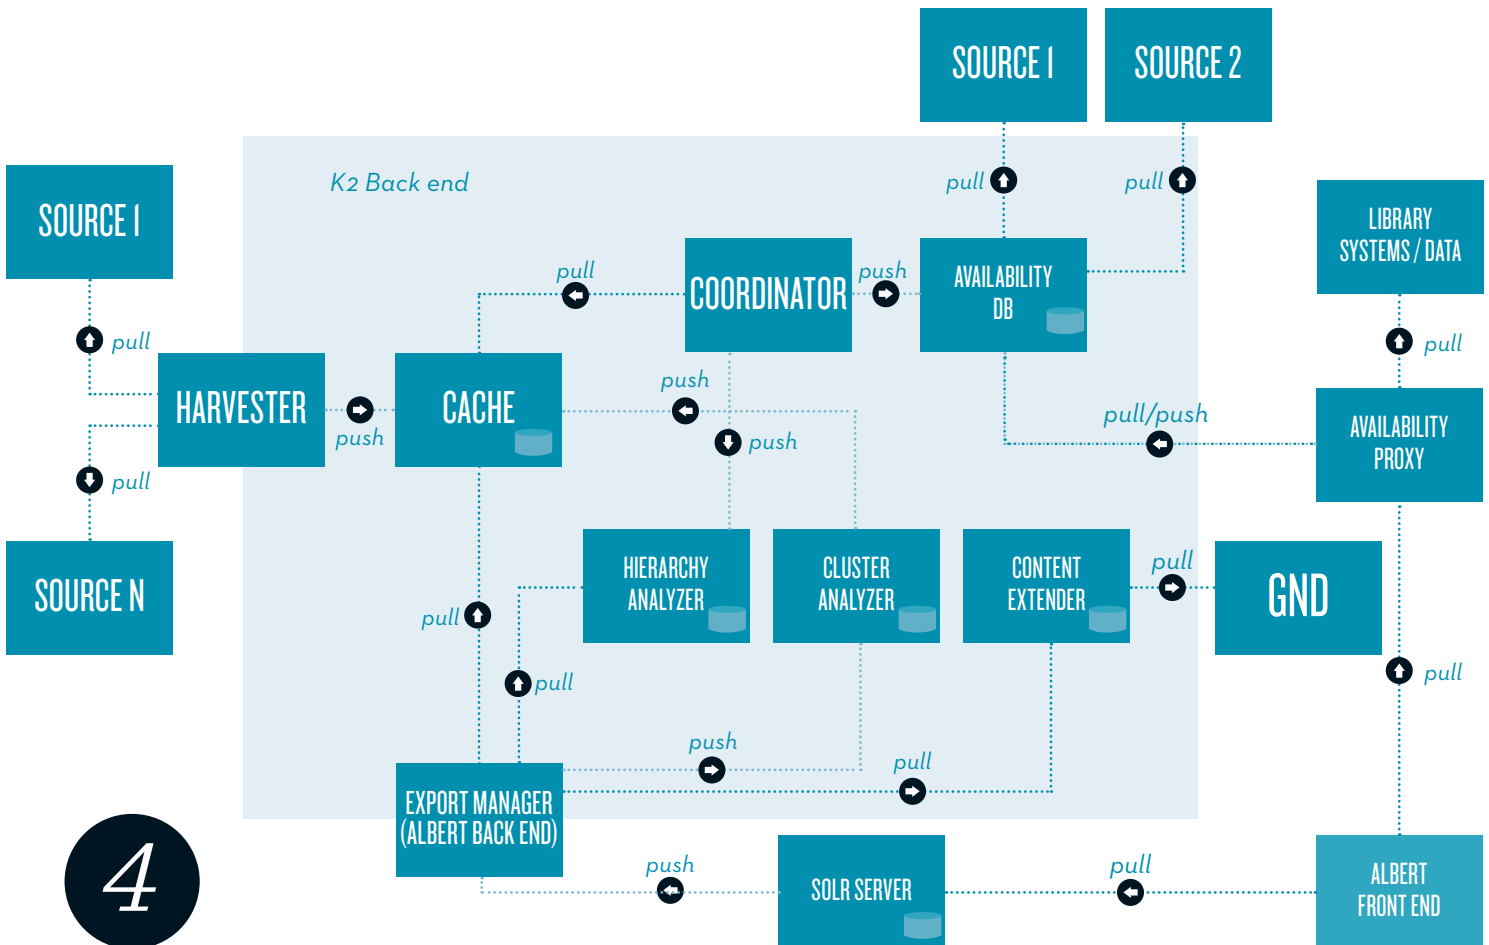 SOURCE 1
SOURCE 2
K2 Back end
pull
pull
SOURCE 1
LIBRARY
SYSTEMS / DATA
pull
COORDINATOR
push
AVAILABILITY
DB
pull
pull
HARVESTER
push
CACHE
push
push
pull/push
AVAILABILITY
PROXY
pull
SOURCE N
HIERARCHY
ANALYZER
CLUSTER
ANALYZER
CONTENT
EXTENDER
pull
GND
pull
pull
pull
push
pull
EXPORT MANAGER
(ALBERT BACK END)
4
push
SOLR SERVER
pull
ALBERT
FRONT END